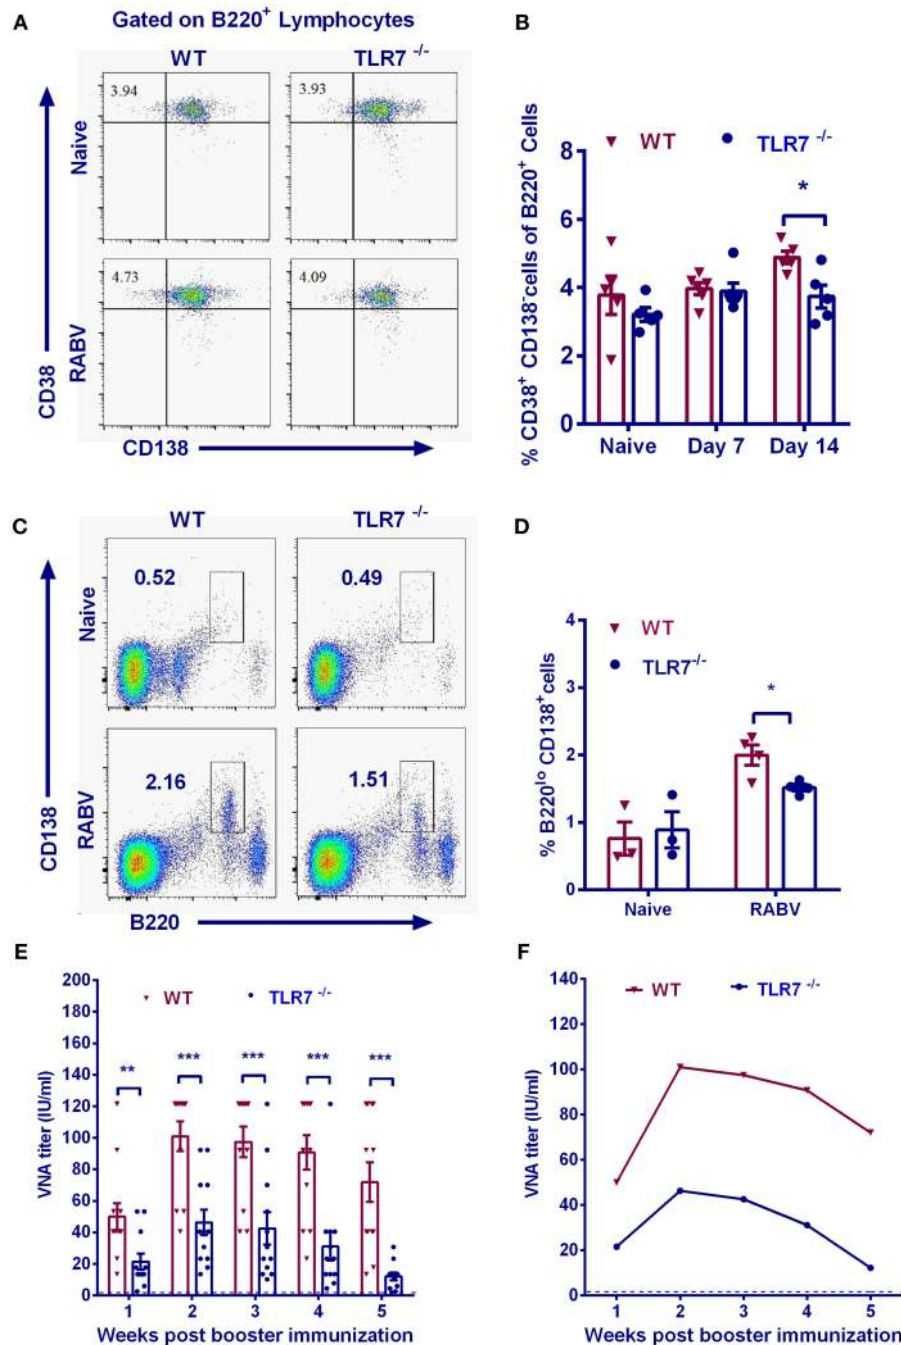 A
Gated on B220⁺ Lymphocytes
WT
TLR7 ⁻/⁻
3.94
3.93
Naive
4.73
4.09
RABV
CD38
CD138
B
WT
TLR7 ⁻/⁻
% CD38⁺ CD138⁻cells of B220⁺ Cells
8
6
4
2
0
*
Naive
Day 7
Day 14
C
WT
TLR7 ⁻/⁻
0.52
0.49
Naive
2.16
1.51
RABV
CD138
B220
D
WT
TLR7⁻/⁻
% B220ˡᵒ CD138⁺cells
4
3
2
1
0
*
Naive
RABV
E
WT
TLR7 ⁻/⁻
VNA titer (IU/ml)
200
180
160
140
120
100
80
60
40
20
0
**
***
***
***
***
1
2
3
4
5
Weeks post booster immunization
F
WT
TLR7 ⁻/⁻
VNA titer (IU/ml)
140
120
100
80
60
40
20
0
1
2
3
4
5
Weeks post booster immunization